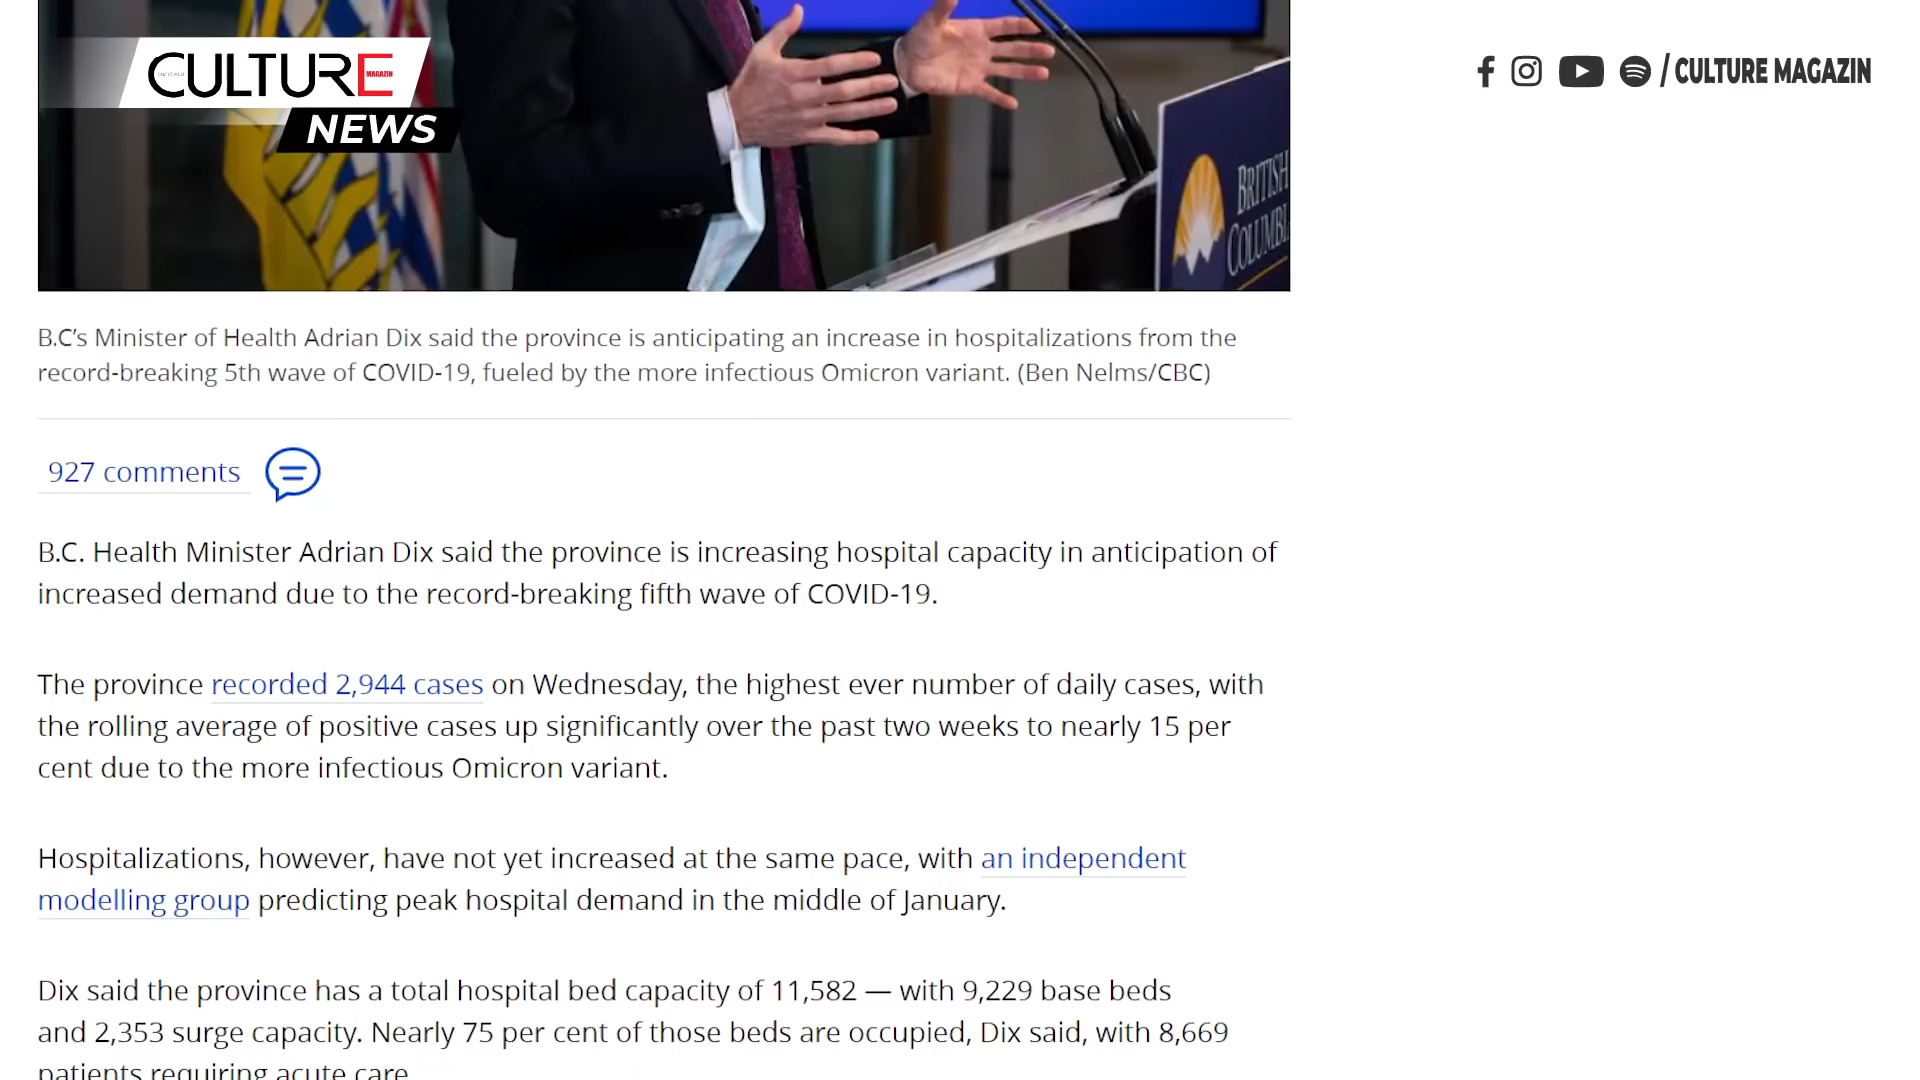 CULTURE
MAGAZIN
NEWS
/ CULTURE MAGAZIN
BRITISH
COLUMBI
B.C's Minister of Health Adrian Dix said the province is anticipating an increase in hospitalizations from the
record-breaking 5th wave of COVID-19, fueled by the more infectious Omicron variant. (Ben Nelms/CBC)
927 comments
B.C. Health Minister Adrian Dix said the province is increasing hospital capacity in anticipation of
increased demand due to the record-breaking fifth wave of COVID-19.
The province recorded 2,944 cases on Wednesday, the highest ever number of daily cases, with
the rolling average of positive cases up significantly over the past two weeks to nearly 15 per
cent due to the more infectious Omicron variant.
Hospitalizations, however, have not yet increased at the same pace, with an independent
modelling group predicting peak hospital demand in the middle of January.
Dix said the province has a total hospital bed capacity of 11,582 — with 9,229 base beds
and 2,353 surge capacity. Nearly 75 per cent of those beds are occupied, Dix said, with 8,669
patients requiring acute care